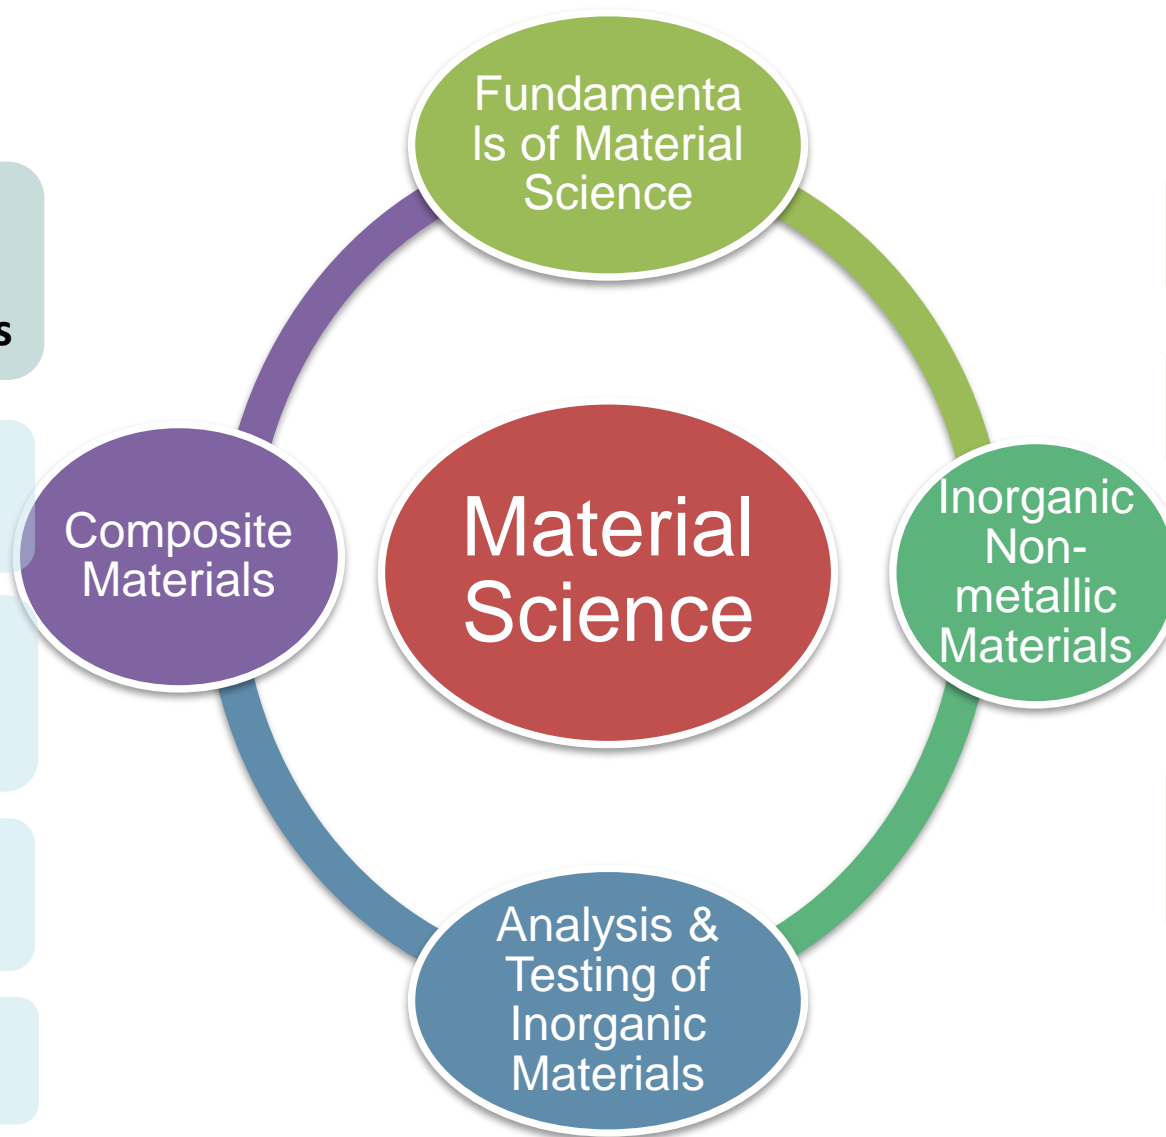 Fundamenta
ls of Material
Science
s
Composite
Materials
Material
Science
Inorganic
Non-
metallic
Materials
Analysis &
Testing of
Inorganic
Materials